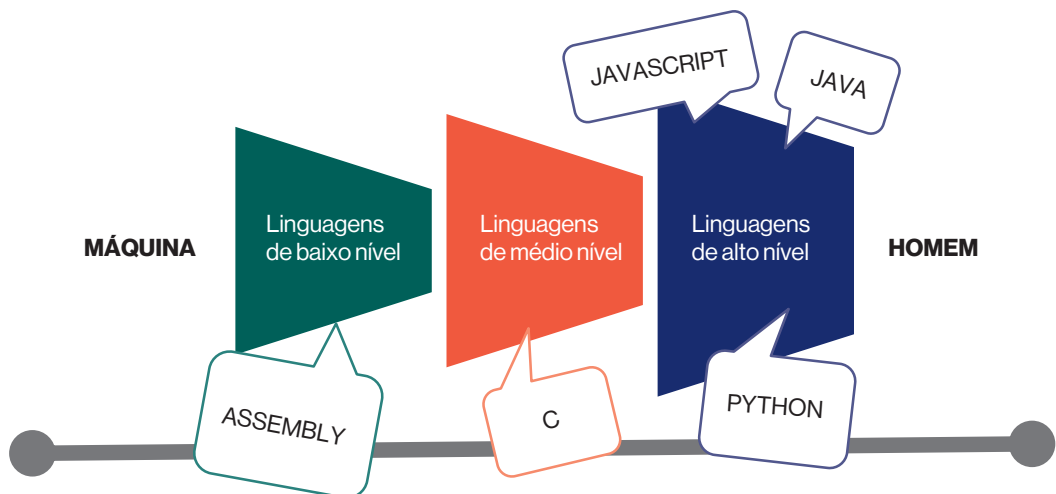 JAVASCRIPT
JAVA
MÁQUINA
Linguagens
de baixo nível
Linguagens
de médio nível
Linguagens
de alto nível
HOMEM
ASSEMBLY
C
PYTHON